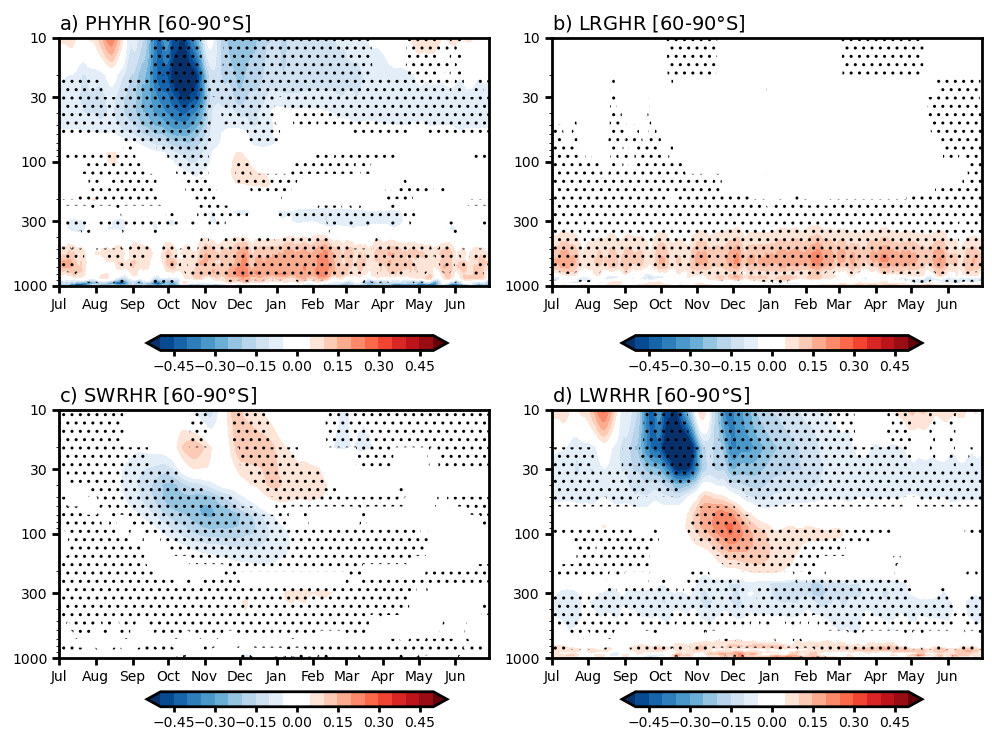 a) PHYHR [60-90°S]
10
30
100
300
1000
Jul Aug Sep Oct Nov Dec Jan Feb Mar Apr May Jun
−0.45 −0.30 −0.15 0.00 0.15 0.30 0.45
b) LRGHR [60-90°S]
10
30
100
300
1000
Jul Aug Sep Oct Nov Dec Jan Feb Mar Apr May Jun
−0.45 −0.30 −0.15 0.00 0.15 0.30 0.45
c) SWRHR [60-90°S]
10
30
100
300
1000
Jul Aug Sep Oct Nov Dec Jan Feb Mar Apr May Jun
−0.45 −0.30 −0.15 0.00 0.15 0.30 0.45
d) LWRHR [60-90°S]
10
30
100
300
1000
Jul Aug Sep Oct Nov Dec Jan Feb Mar Apr May Jun
−0.45 −0.30 −0.15 0.00 0.15 0.30 0.45